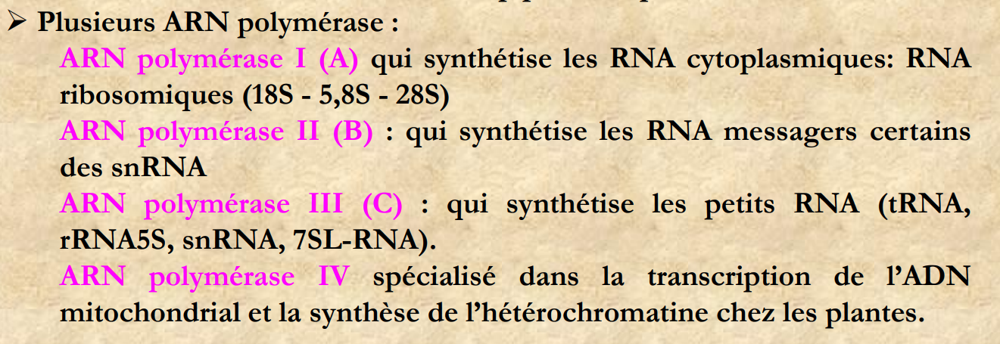 ➢ Plusieurs ARN polymérase :
ARN polymérase I (A) qui synthétise les RNA cytoplasmiques: RNA
ribosomiques (18S - 5,8S - 28S)
ARN polymérase II (B) : qui synthétise les RNA messagers certains
des snRNA
ARN polymérase III (C) : qui synthétise les petits RNA (tRNA,
rRNA5S, snRNA, 7SL-RNA).
ARN polymérase IV spécialisé dans la transcription de l’ADN
mitochondrial et la synthèse de l’hétérochromatine chez les plantes.